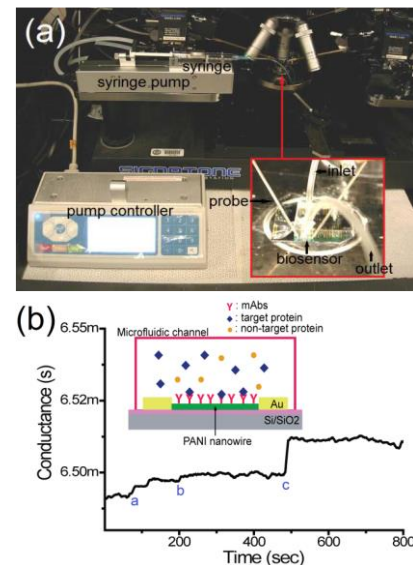 (a)
syringe
syringe pump
SIGNATONE
pump controller
inlet
probe
biosensor
outlet
(b)
Y : mAbs
◆ : target protein
● : non-target protein
Microfluidic channel
Au
Si/SiO2
PANI nanowire
Conductance (s)
6.55m
6.52m
6.50m
a
b
c
200
400
600
800
Time (sec)